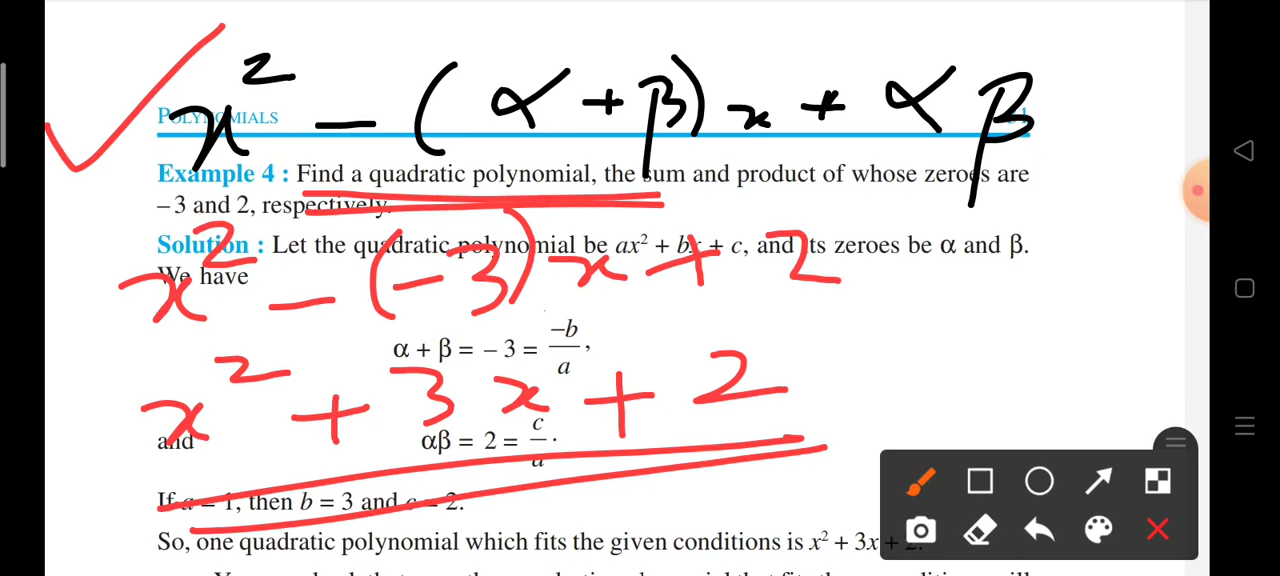 x² − (α + β)x + αβ
POLYNOMIALS
Example 4 : Find a quadratic polynomial, the sum and product of whose zeroes are
– 3 and 2, respectively.
Solution : Let the quadratic polynomial be ax² + bx + c, and its zeroes be α and β.
We have
x² − (−3)x + 2
α + β = – 3 = –b/a,
x² + 3x + 2
and αβ = 2 = c/a.
If a = 1, then b = 3 and c = 2.
So, one quadratic polynomial which fits the given conditions is x² + 3x + 2.